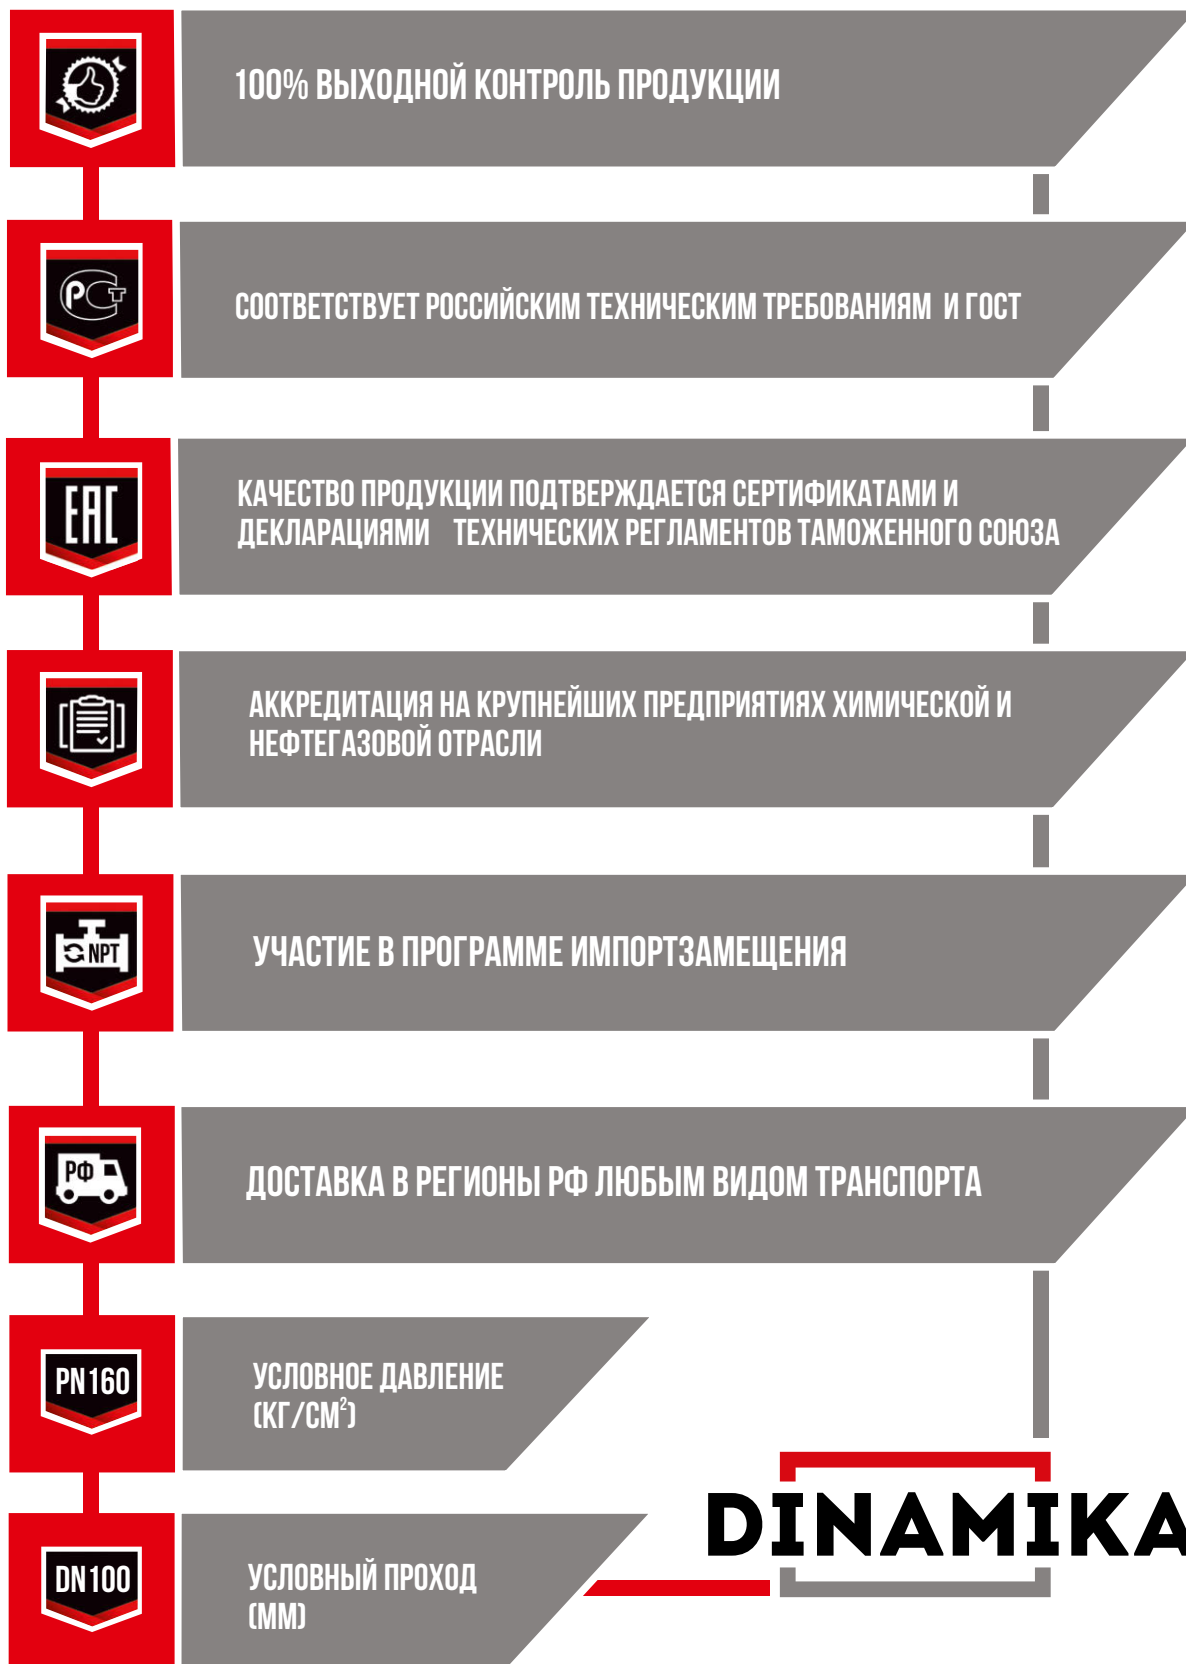 100% ВЫХОДНОЙ КОНТРОЛЬ ПРОДУКЦИИ
РСТ
СООТВЕТСТВУЕТ РОССИЙСКИМ ТЕХНИЧЕСКИМ ТРЕБОВАНИЯМ И ГОСТ
EAC
КАЧЕСТВО ПРОДУКЦИИ ПОДТВЕРЖДАЕТСЯ СЕРТИФИКАТАМИ И
ДЕКЛАРАЦИЯМИ ТЕХНИЧЕСКИХ РЕГЛАМЕНТОВ ТАМОЖЕННОГО СОЮЗА
АККРЕДИТАЦИЯ НА КРУПНЕЙШИХ ПРЕДПРИЯТИЯХ ХИМИЧЕСКОЙ И
НЕФТЕГАЗОВОЙ ОТРАСЛИ
NPT
УЧАСТИЕ В ПРОГРАММЕ ИМПОРТЗАМЕЩЕНИЯ
РФ
ДОСТАВКА В РЕГИОНЫ РФ ЛЮБЫМ ВИДОМ ТРАНСПОРТА
PN160
УСЛОВНОЕ ДАВЛЕНИЕ
(КГ/СМ²)
DN100
УСЛОВНЫЙ ПРОХОД
(ММ)
DINAMIKA